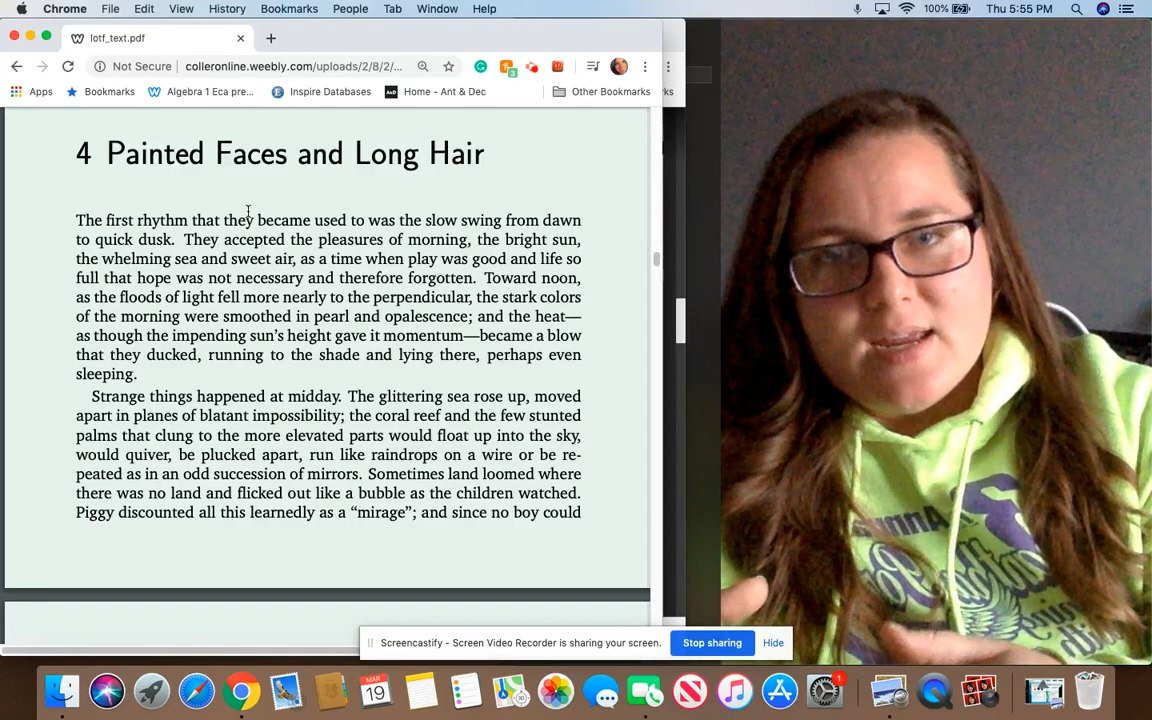 Chrome File Edit View History Bookmarks People Tab Window Help 100% Thu 5:55 PM
lotf_text.pdf
Not Secure colleronline.weebly.com/uploads/2/8/2/...
Apps Bookmarks Algebra 1 Eca pre... Inspire Databases Home - Ant & Dec Other Bookmarks
4 Painted Faces and Long Hair
The first rhythm that they became used to was the slow swing from dawn
to quick dusk. They accepted the pleasures of morning, the bright sun,
the whelming sea and sweet air, as a time when play was good and life so
full that hope was not necessary and therefore forgotten. Toward noon,
as the floods of light fell more nearly to the perpendicular, the stark colors
of the morning were smoothed in pearl and opalescence; and the heat—
as though the impending sun's height gave it momentum—became a blow
that they ducked, running to the shade and lying there, perhaps even
sleeping.
Strange things happened at midday. The glittering sea rose up, moved
apart in planes of blatant impossibility; the coral reef and the few stunted
palms that clung to the more elevated parts would float up into the sky,
would quiver, be plucked apart, run like raindrops on a wire or be re-
peated as in an odd succession of mirrors. Sometimes land loomed where
there was no land and flicked out like a bubble as the children watched.
Piggy discounted all this learnedly as a “mirage”; and since no boy could
Screencastify - Screen Video Recorder is sharing your screen. Stop sharing Hide
MAR
19
1